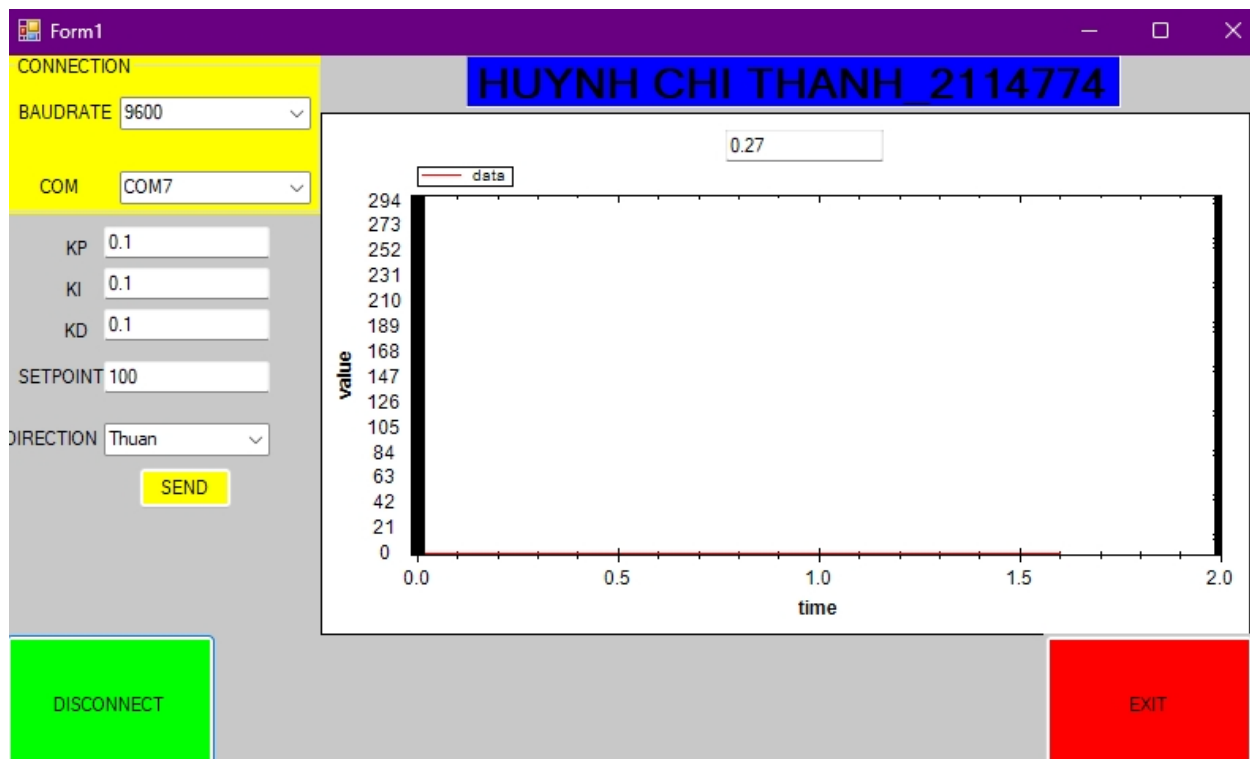 Form1
CONNECTION
BAUDRATE 9600
COM COM7
KP 0.1
KI 0.1
KD 0.1
SETPOINT 100
DIRECTION Thuan
SEND
DISCONNECT
HUYNH CHI THANH_2114774
0.27
data
294
273
252
231
210
189
168
147
126
105
84
63
42
21
0
value
0.0 0.5 1.0 1.5 2.0
time
EXIT